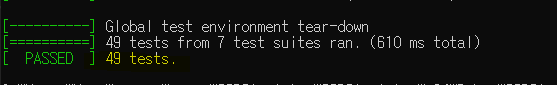 [----------] Global test environment tear-down
[==========] 49 tests from 7 test suites ran. (610 ms total)
[  PASSED  ] 49 tests.